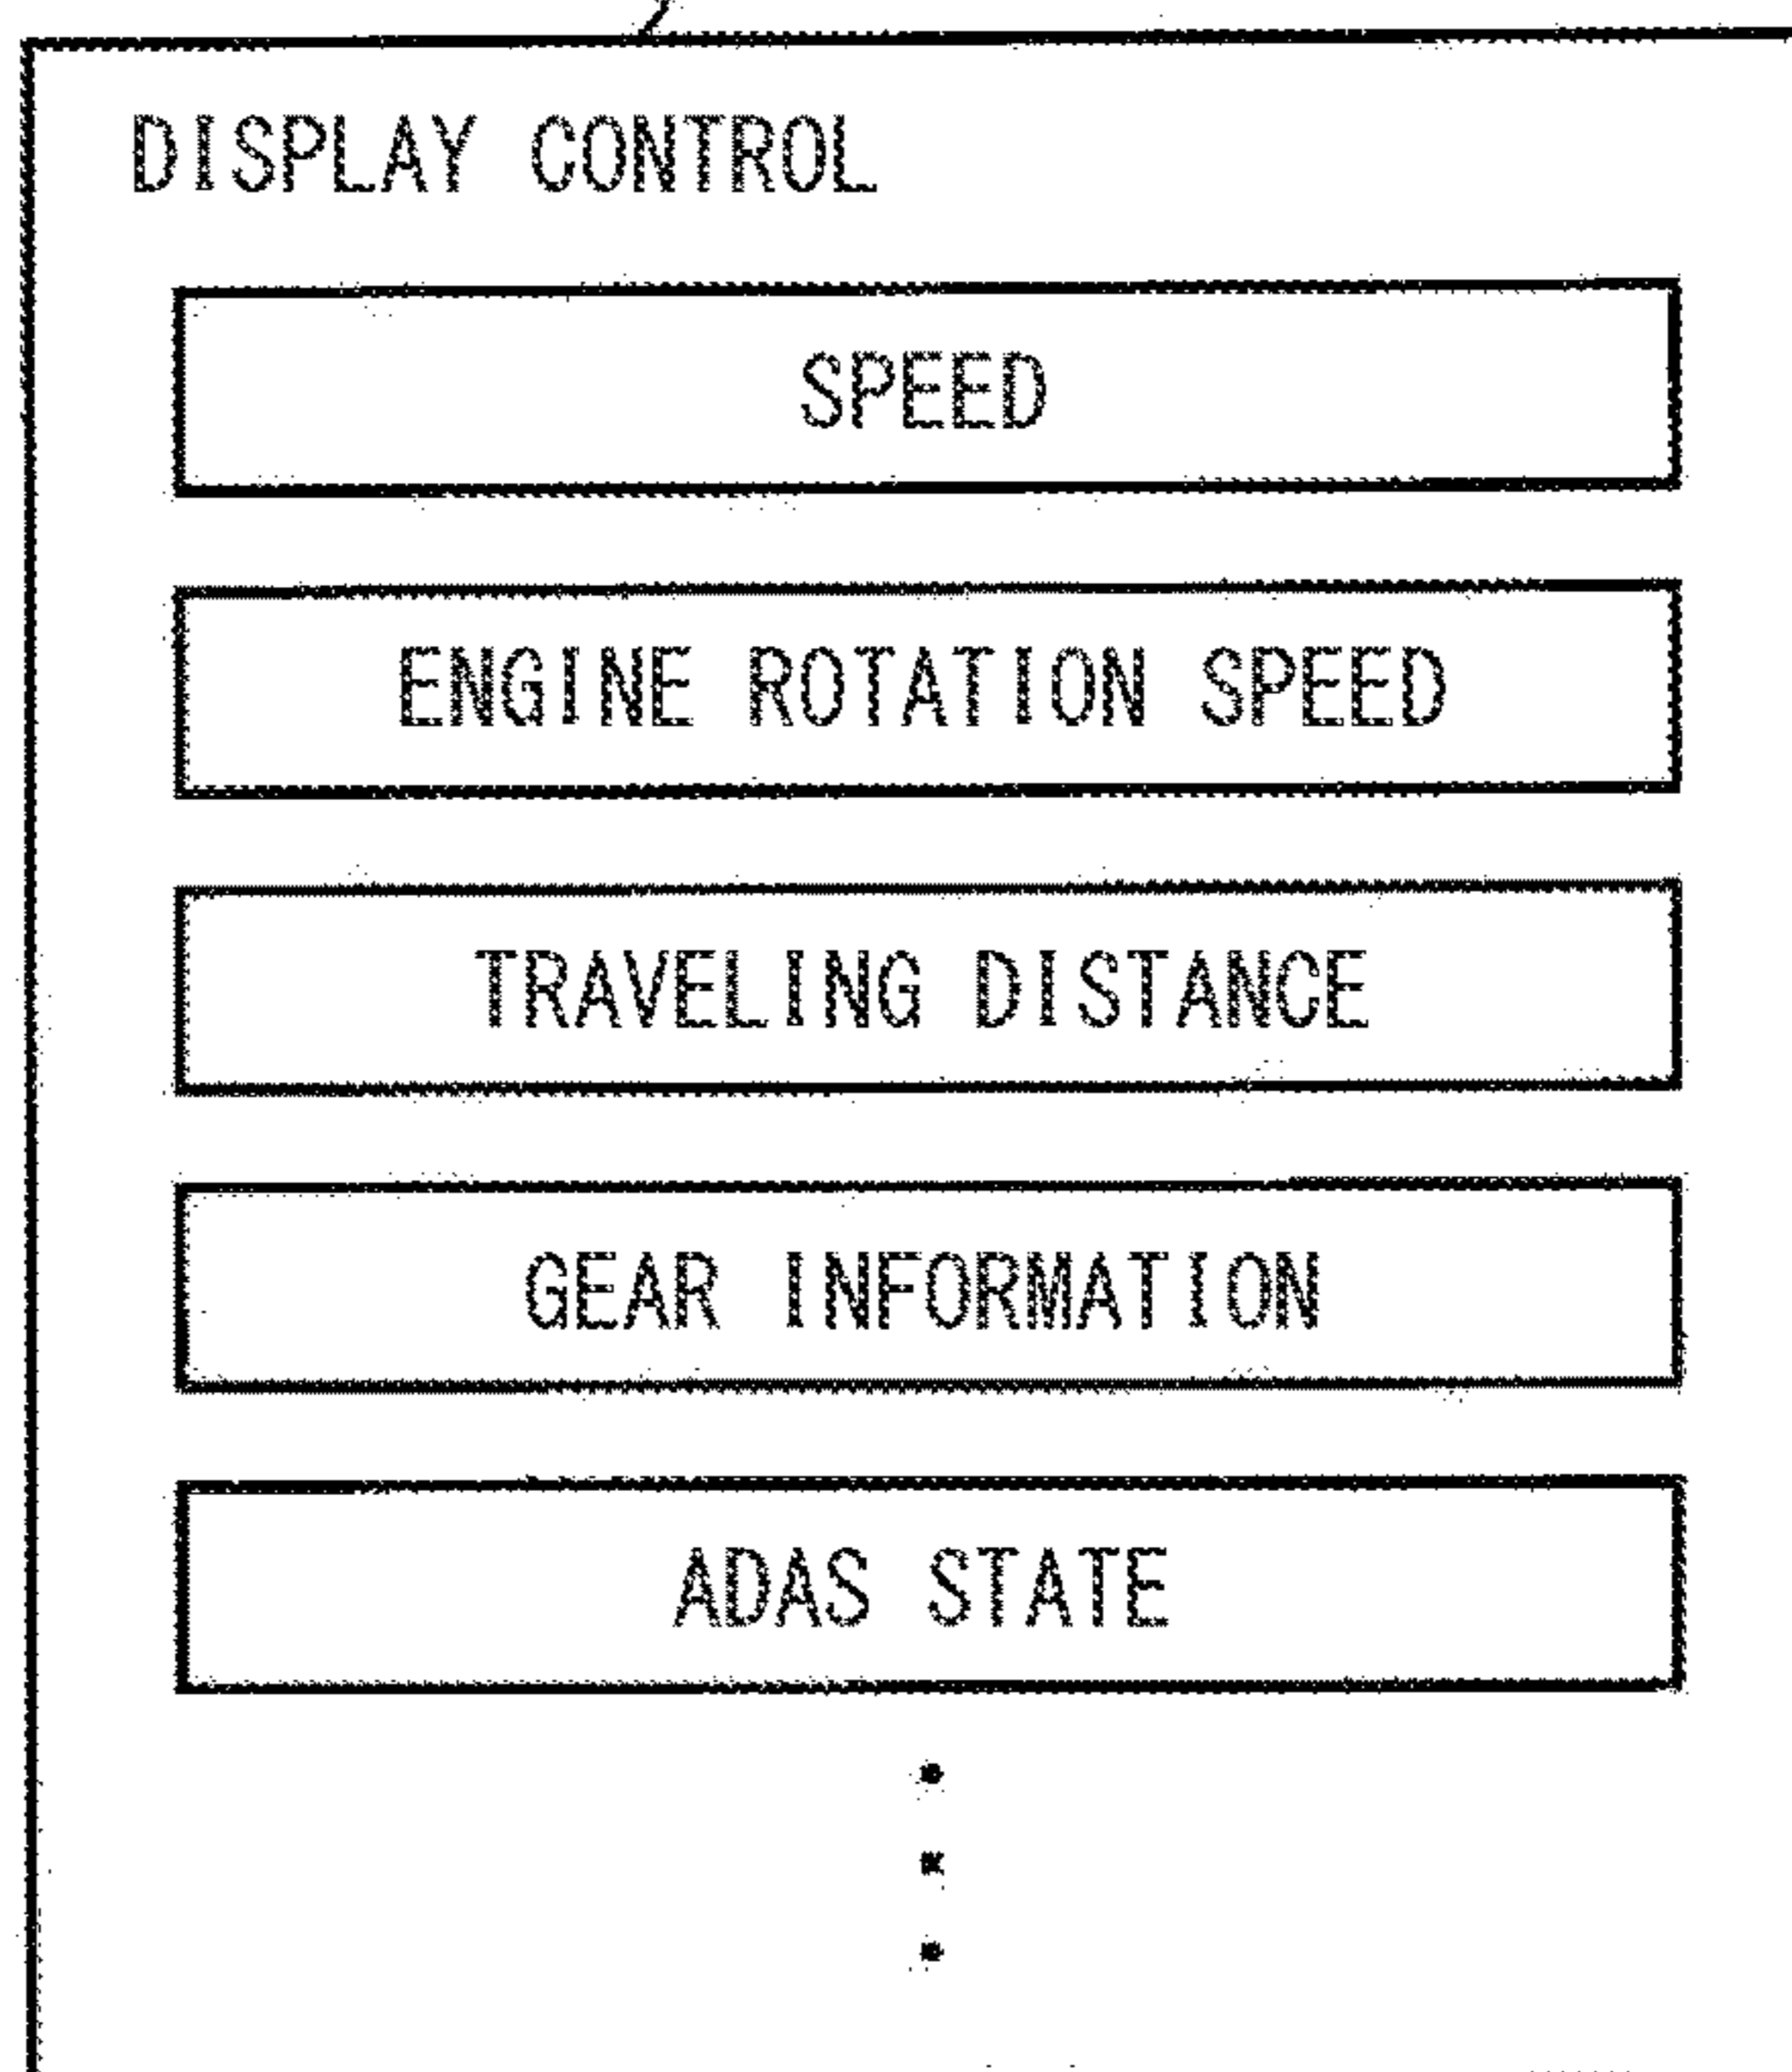 DISPLAY CONTROL
SPEED
ENGINE ROTATION SPEED
TRAVELING DISTANCE
GEAR INFORMATION
ADAS STATE